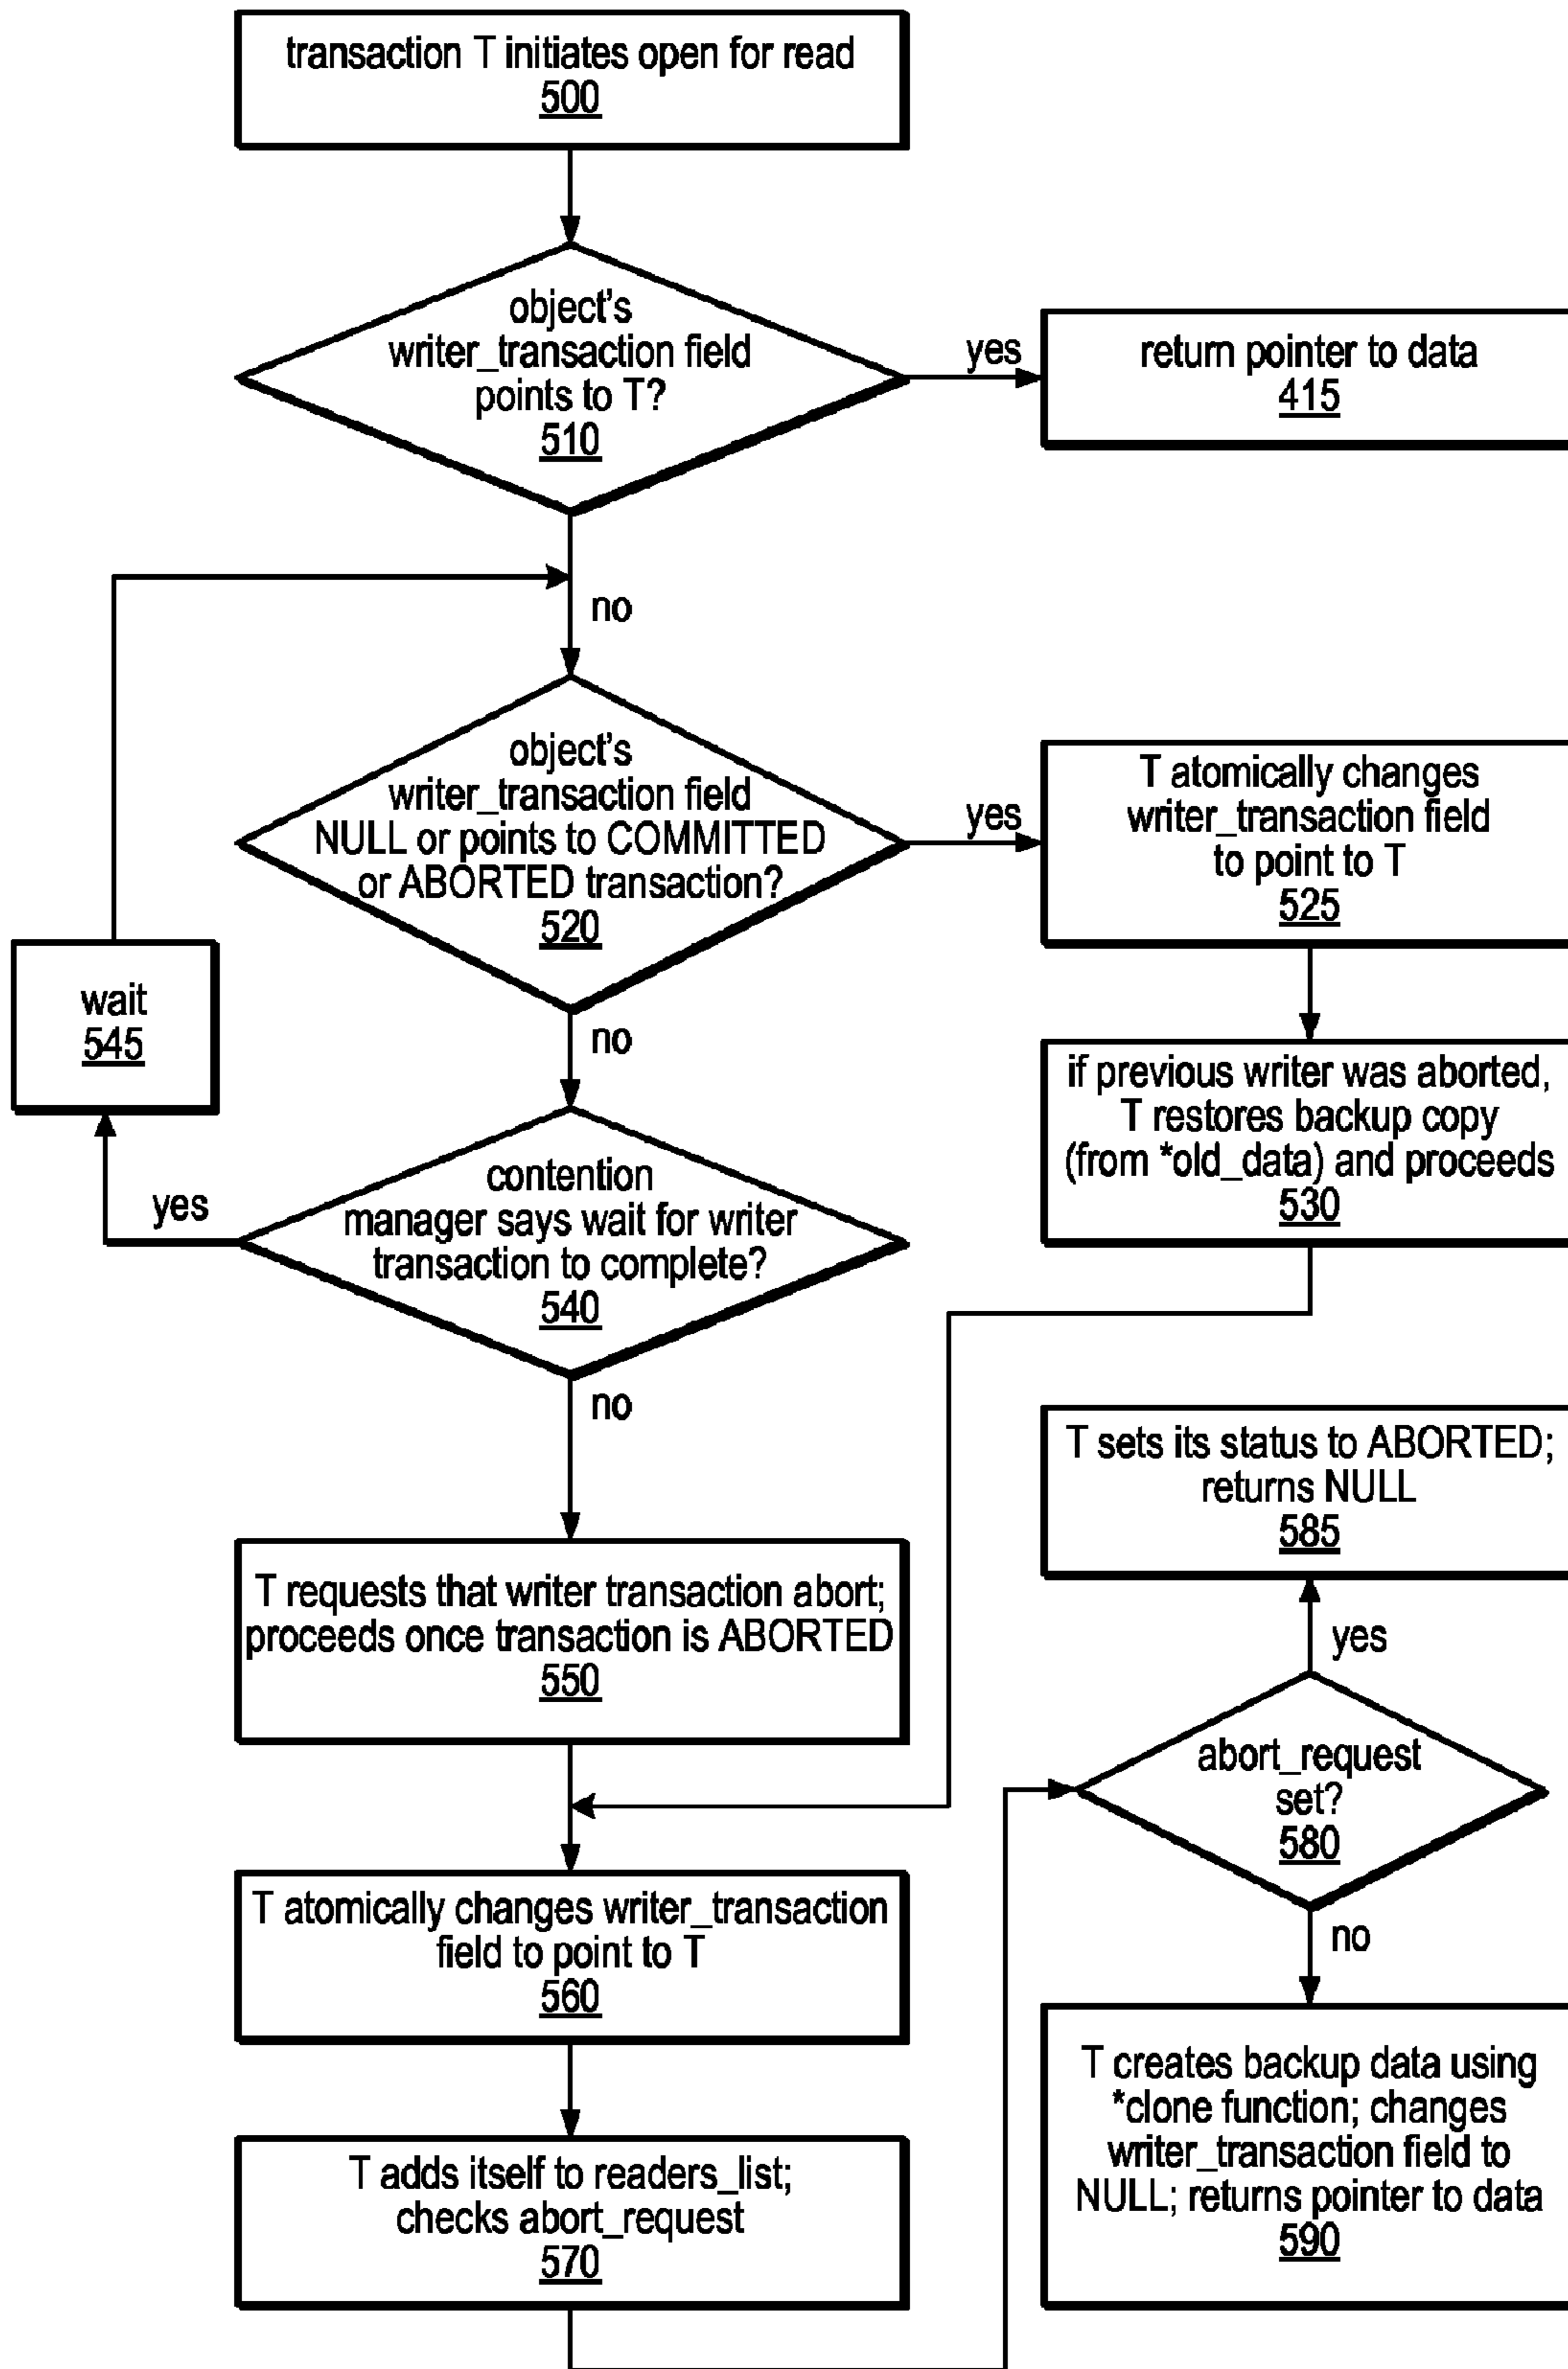 transaction T initiates open for read
500
object's
writer_transaction field
points to T?
510
yes
return pointer to data
415
no
object's
writer_transaction field
NULL or points to COMMITTED
or ABORTED transaction?
520
yes
T atomically changes
writer_transaction field
to point to T
525
wait
545
no
if previous writer was aborted,
T restores backup copy
(from *old_data) and proceeds
530
yes
contention
manager says wait for writer
transaction to complete?
540
no
T sets its status to ABORTED;
returns NULL
585
T requests that writer transaction abort;
proceeds once transaction is ABORTED
550
yes
abort_request
set?
580
T atomically changes writer_transaction
field to point to T
560
no
T creates backup data using
*clone function; changes
writer_transaction field to
NULL; returns pointer to data
590
T adds itself to readers_list;
checks abort_request
570